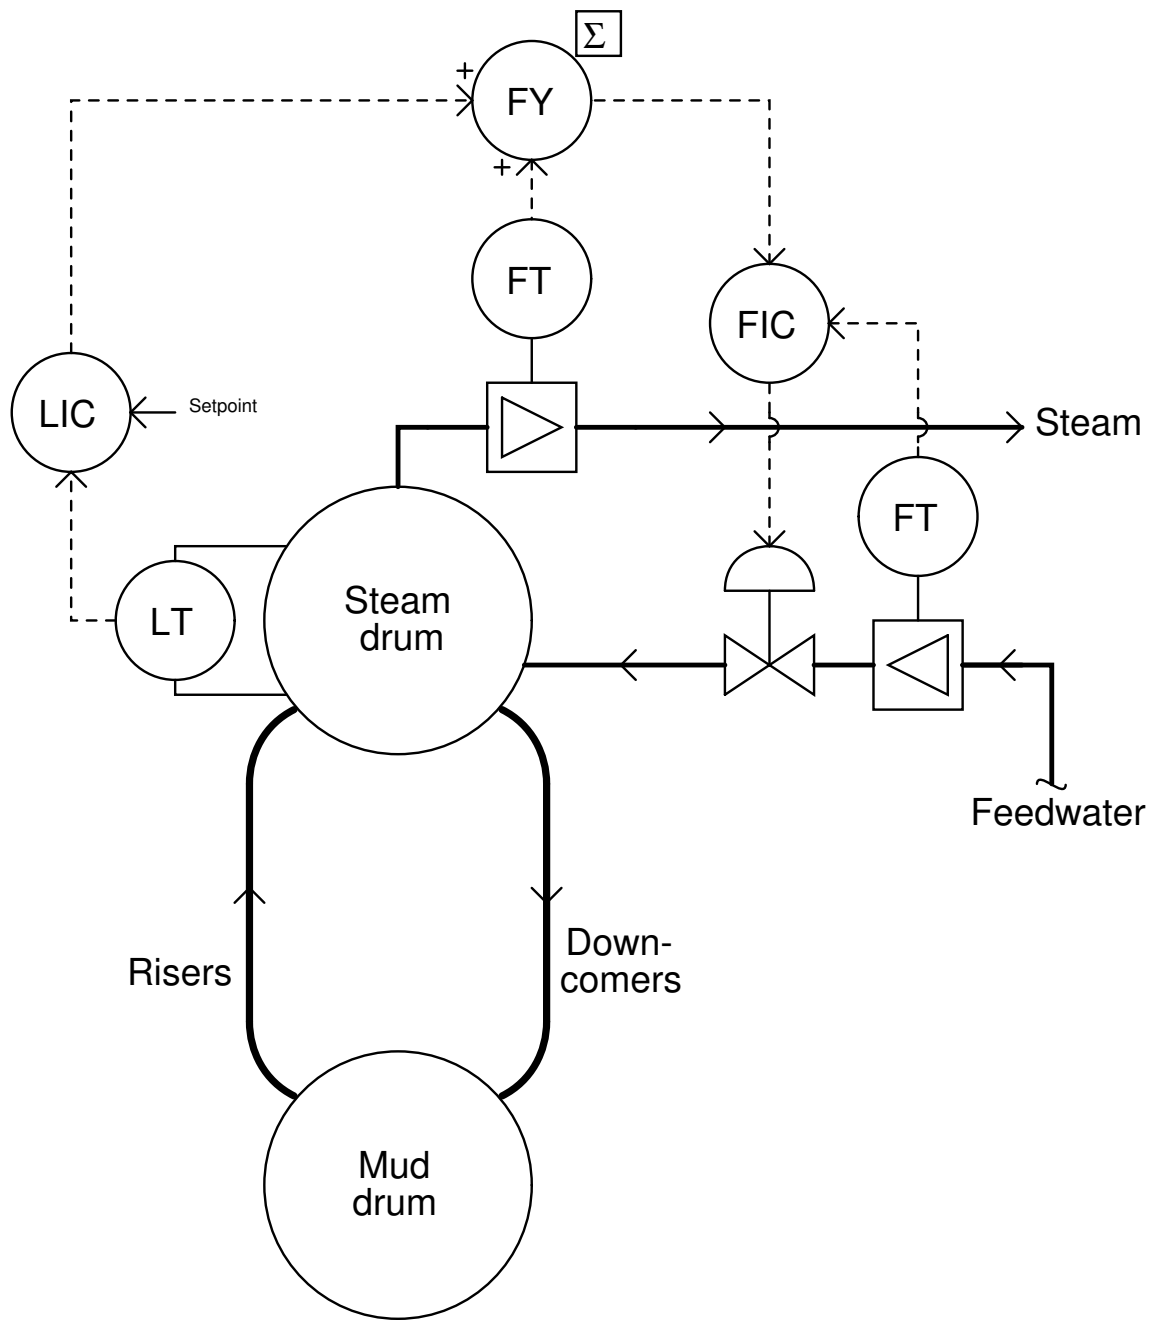 Σ
+
FY
+
FT
FIC
LIC
Setpoint
Steam
FT
LT
Steam
drum
Feedwater
Risers
Down-
comers
Mud
drum